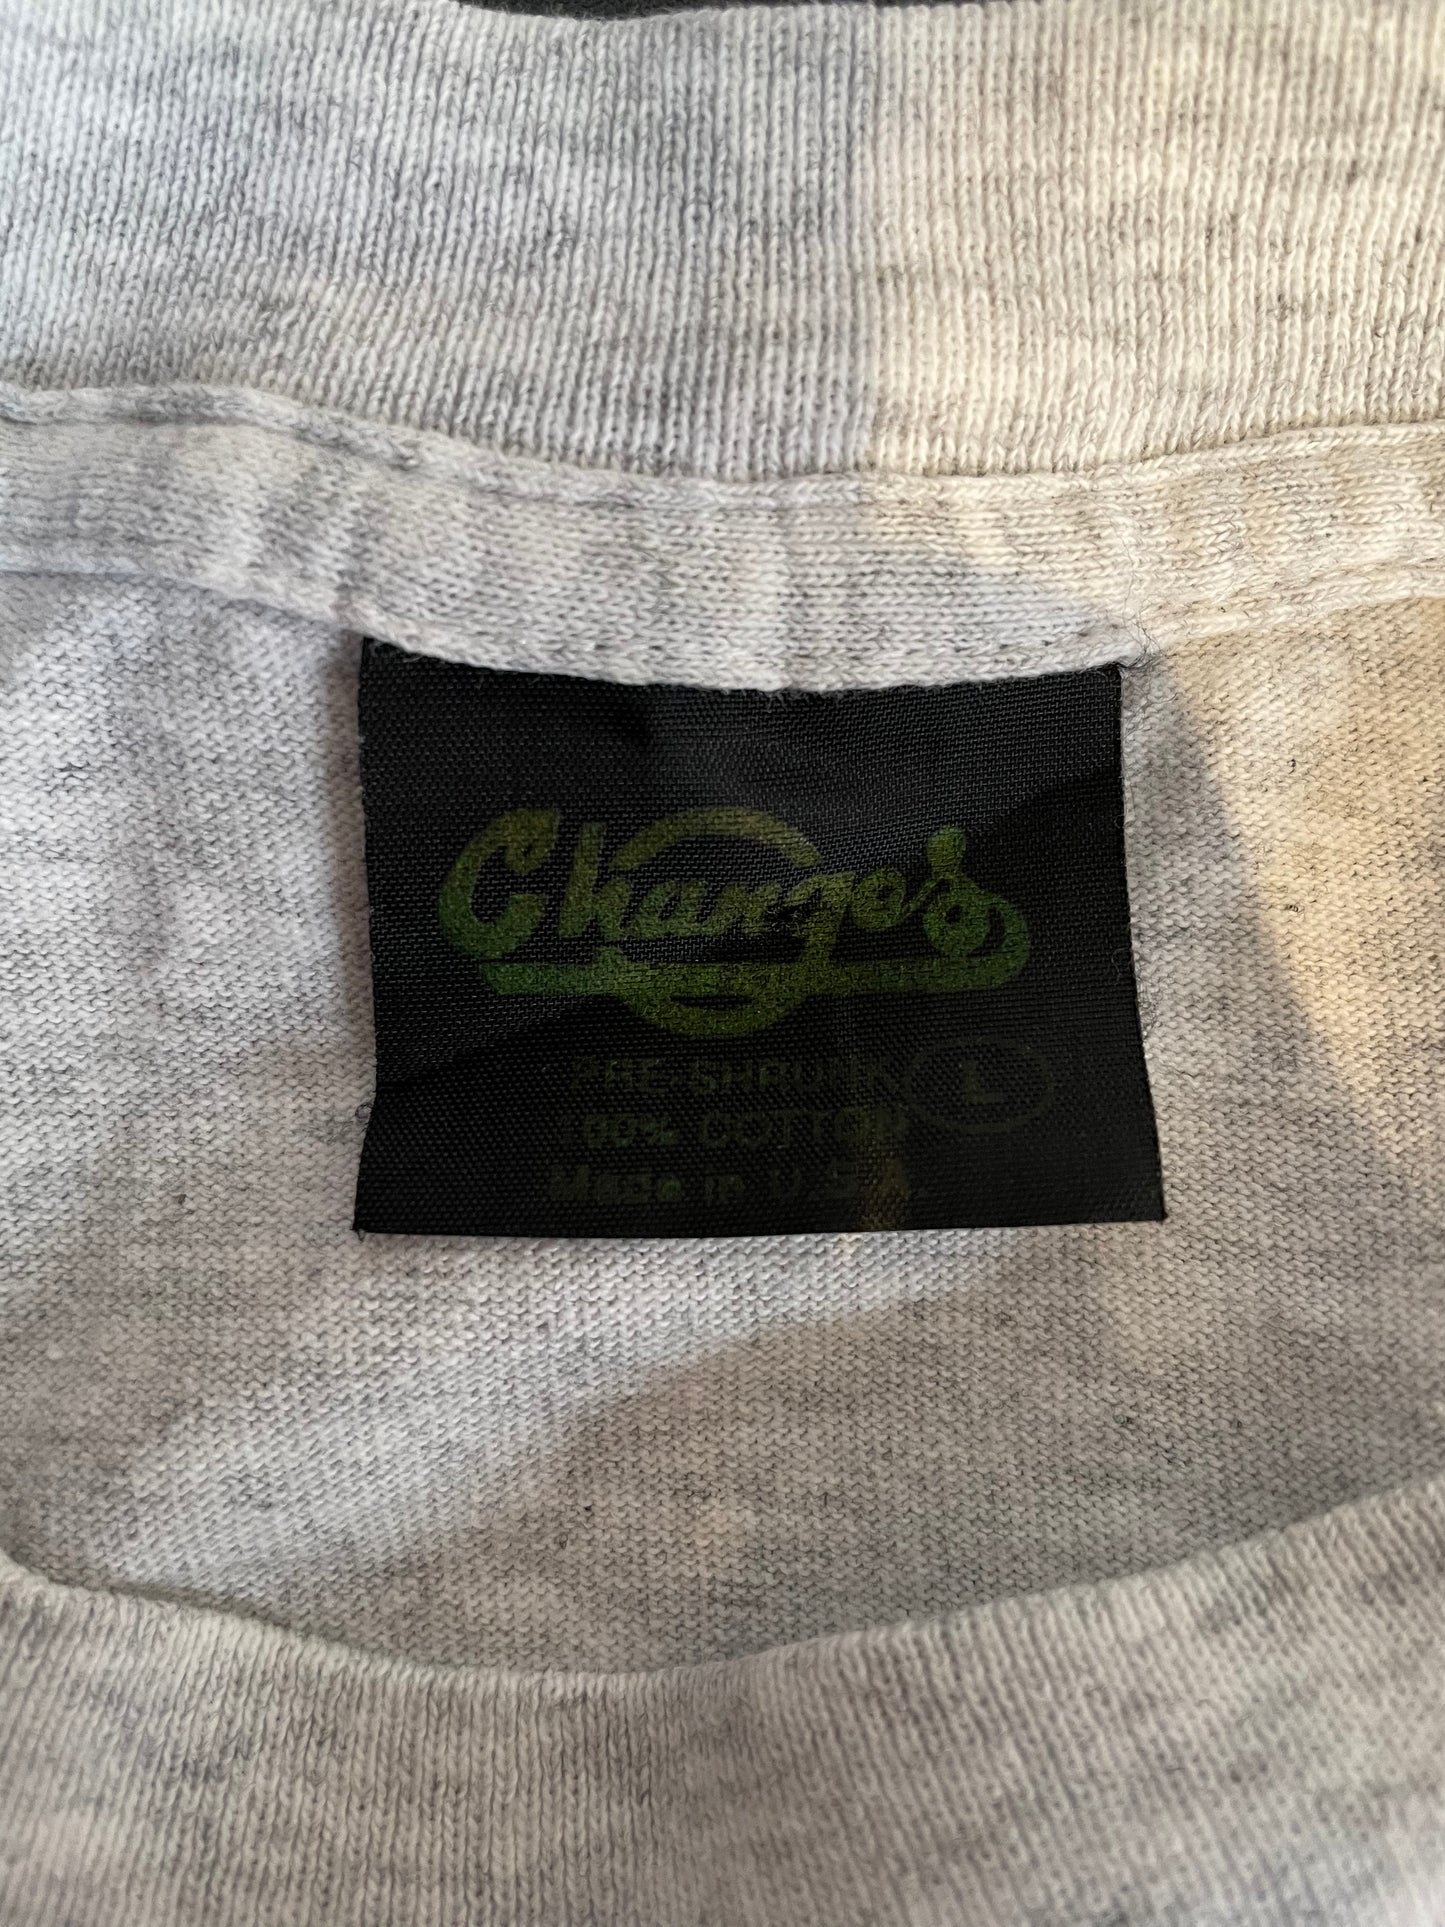 Changes
PRE-SHRUNK
L
100% COTTON
Made in U.S.A.